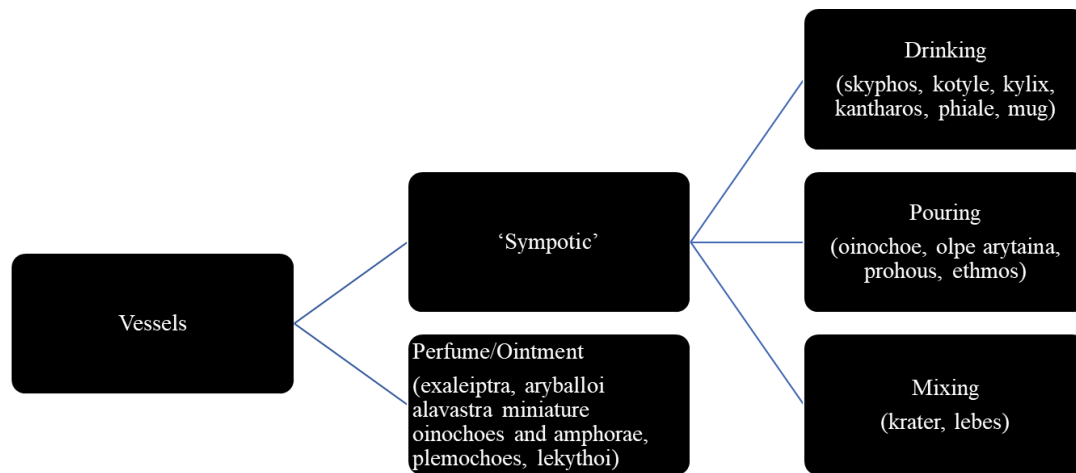 Vessels
‘Sympotic’
Perfume/Ointment
(exaleiptra, aryballoi
alavastra miniature
oinochoes and amphorae,
plemochoes, lekythoi)
Drinking
(skyphos, kotyle, kylix,
kantharos, phiale, mug)
Pouring
(oinochoe, olpe arytaina,
prohous, ethmos)
Mixing
(krater, lebes)